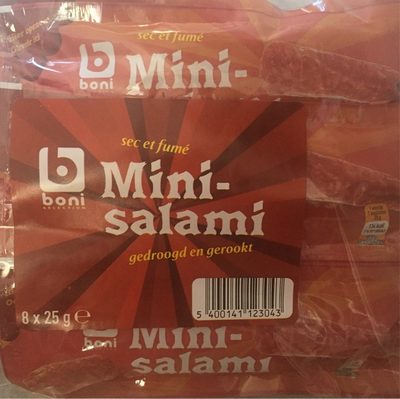 sec et fumé
boni
Mini-
sec et fumé
boni
SELECTION
Mini-
salami
gedroogd en gerookt
8 x 25 g e
5 400141 123043
boni
Mini-
salami